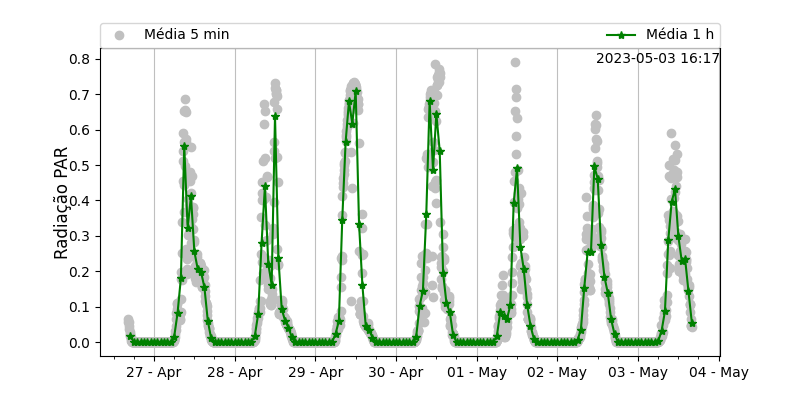 Média 5 min
Média 1 h
2023-05-03 16:17
Radiação PAR
0.8
0.7
0.6
0.5
0.4
0.3
0.2
0.1
0.0
27 - Apr
28 - Apr
29 - Apr
30 - Apr
01 - May
02 - May
03 - May
04 - May